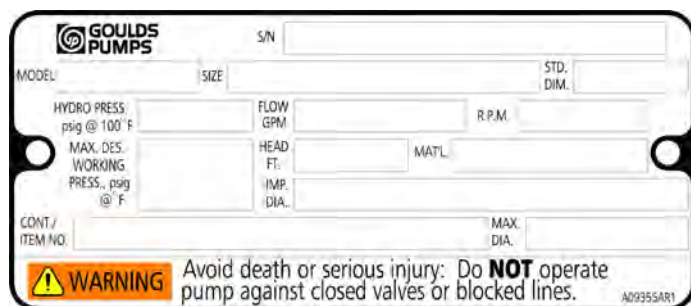 GOULDS
PUMPS
S/N
MODEL
SIZE
STD.
DIM.
HYDRO PRESS.
psig @ 100°F
FLOW
GPM
R.P.M.
MAX. DES.
WORKING
PRESS., psig
@°F
HEAD
FT.
MAT'L.
IMP.
DIA.
CONT./
ITEM NO.
MAX.
DIA.
WARNING
Avoid death or serious injury: Do NOT operate
pump against closed valves or blocked lines.
A09355AR1